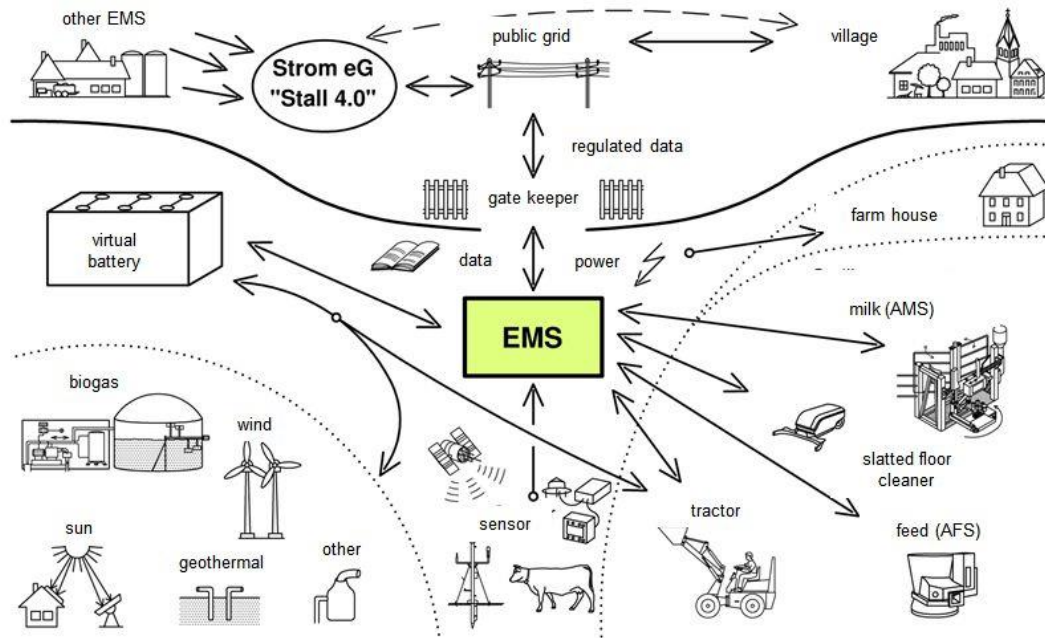 other EMS
public grid
village
Strom eG
"Stall 4.0"
regulated data
gate keeper
farm house
virtual
battery
data
power
milk (AMS)
EMS
biogas
wind
slatted floor
cleaner
sun
geothermal
other
sensor
tractor
feed (AFS)